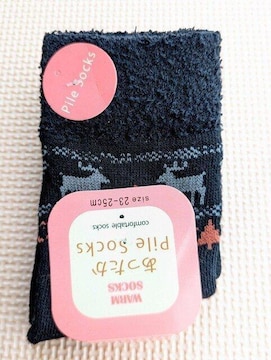 Pile Socks
WARM
SOCKS
あったか
Pile Socks
comfortable socks
size 23-25cm